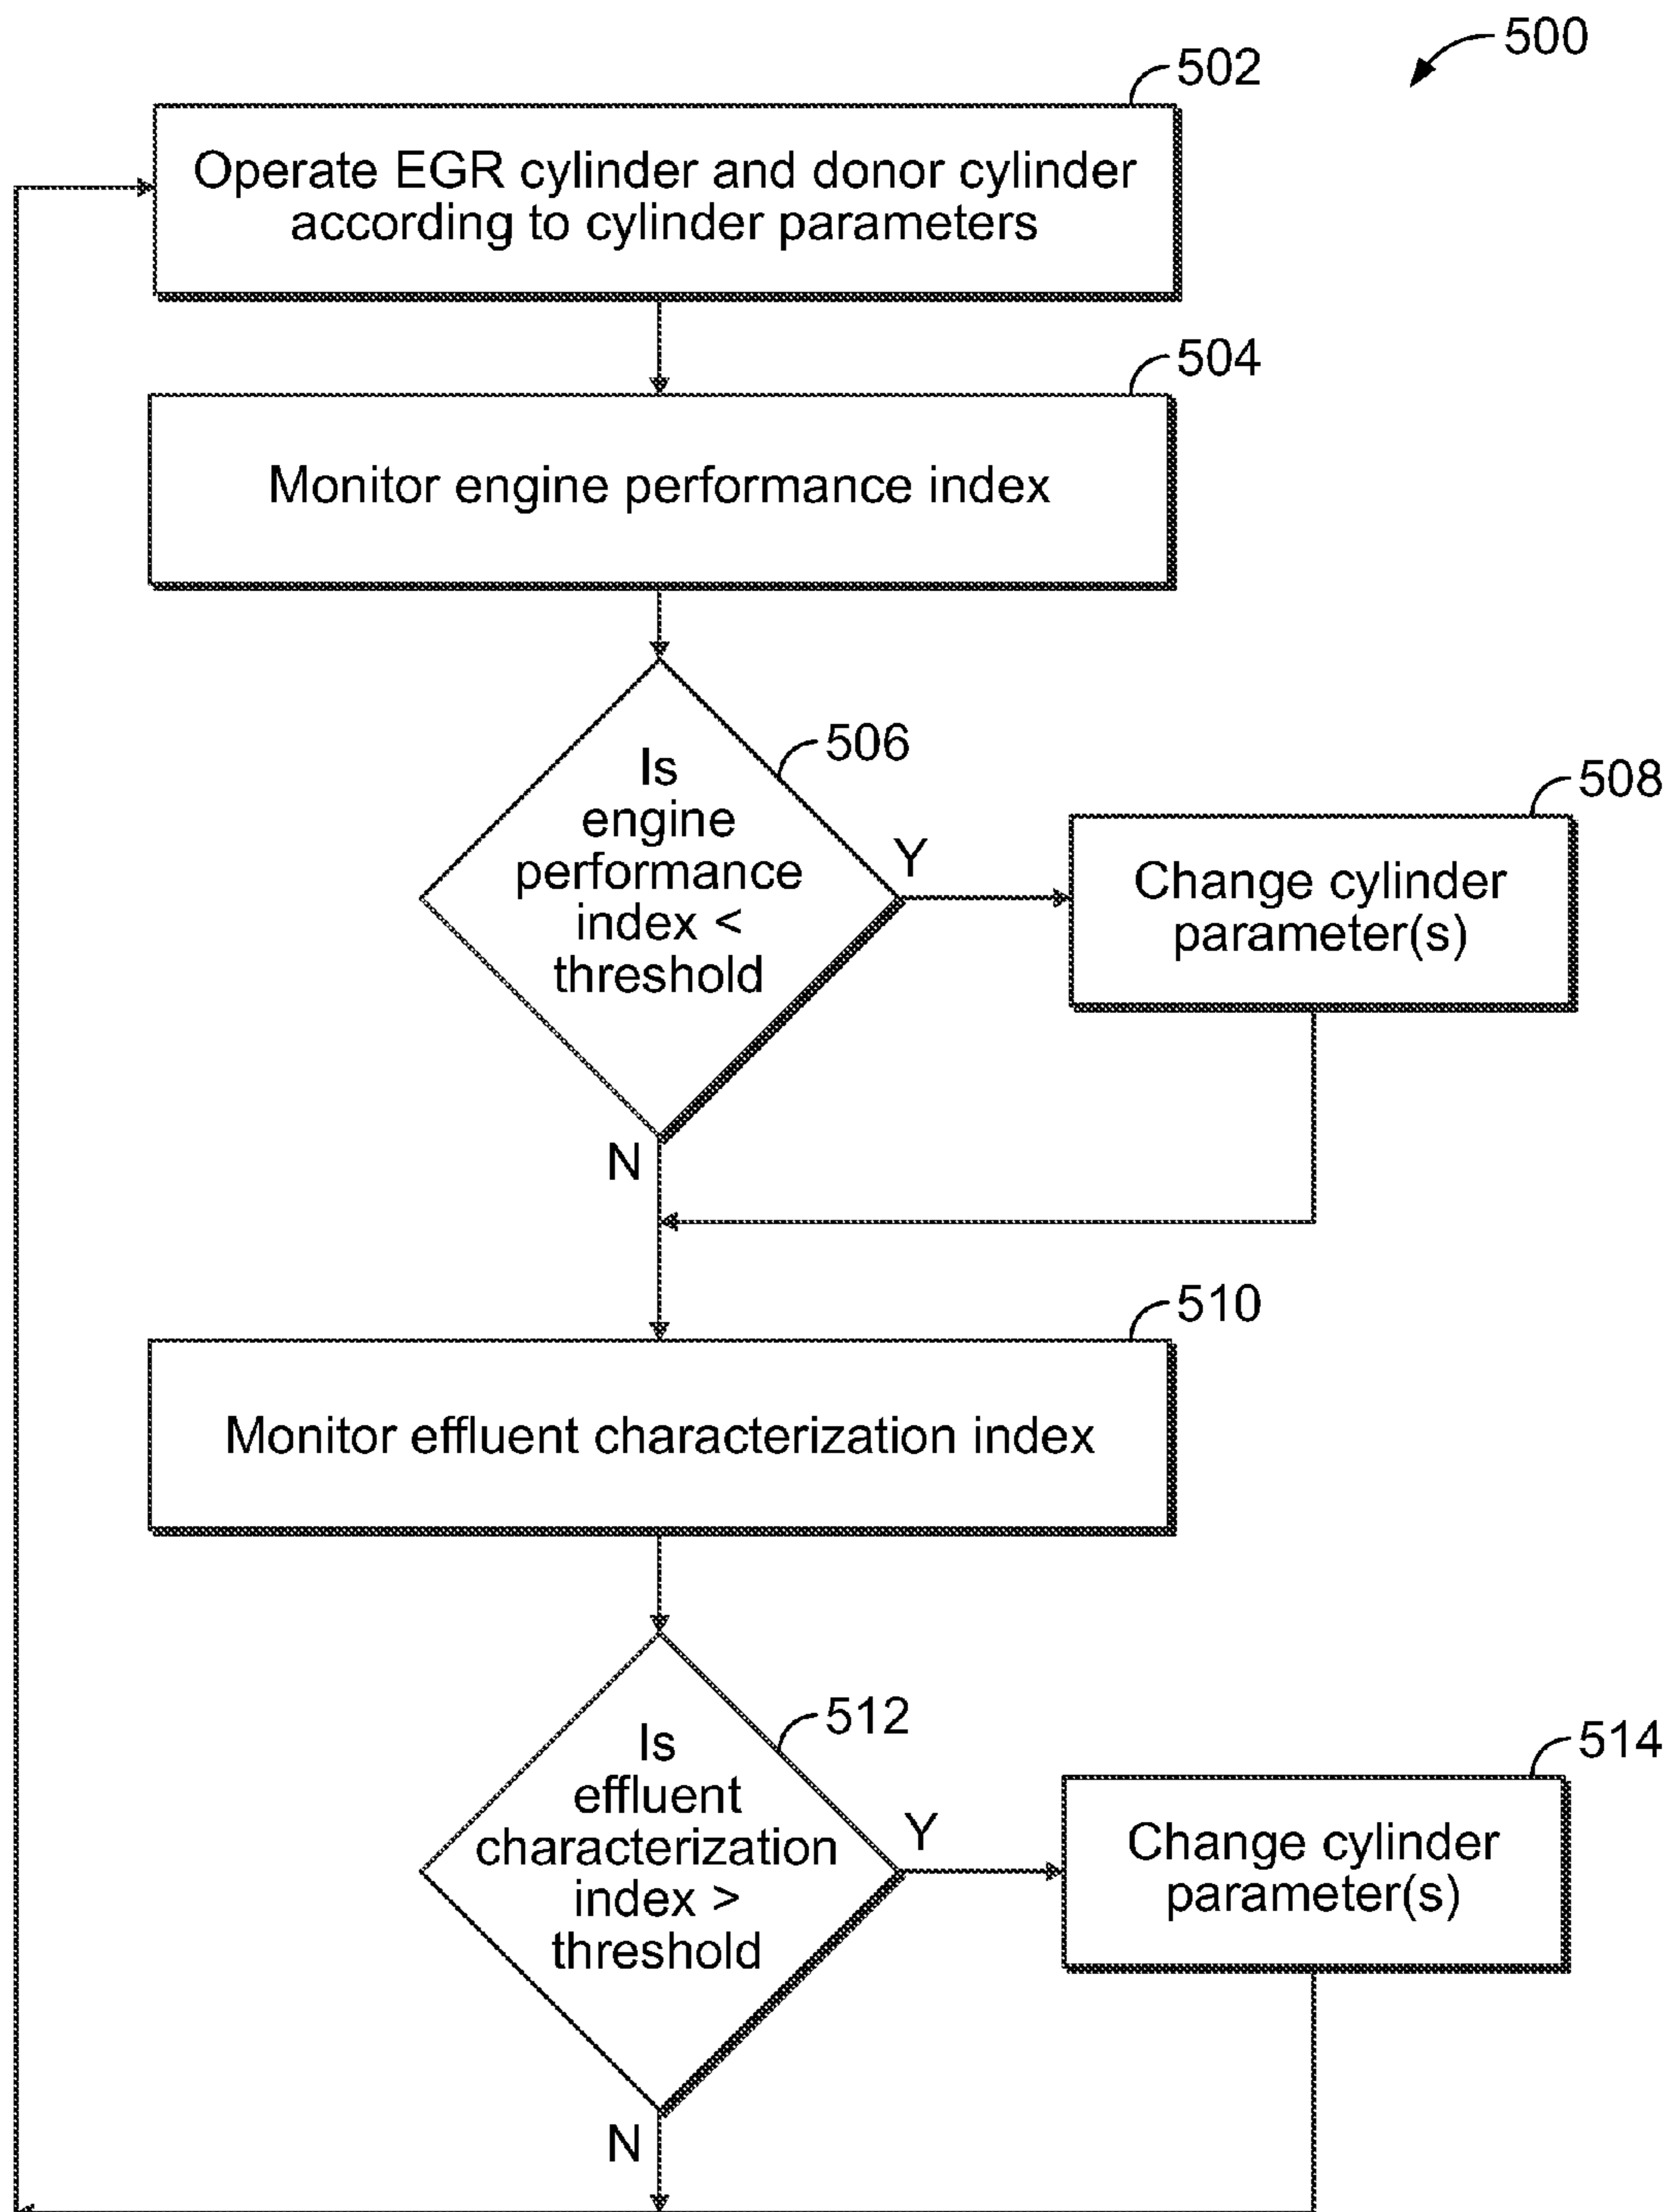 500
502
Operate EGR cylinder and donor cylinder
according to cylinder parameters
504
Monitor engine performance index
506
Is
engine
performance
index <
threshold
Y
508
Change cylinder
parameter(s)
N
510
Monitor effluent characterization index
512
Is
effluent
characterization
index >
threshold
Y
514
Change cylinder
parameter(s)
N